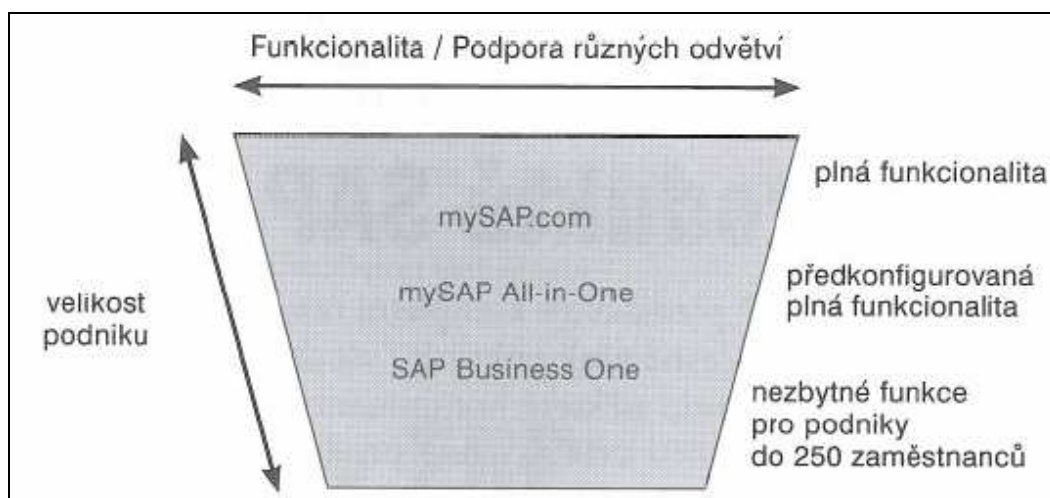 Funkcionalita / Podpora různých odvětví
plná funkcionalita
mySAP.com
předkonfigurovaná
plná funkcionalita
mySAP All-in-One
velikost
podniku
SAP Business One
nezbytné funkce
pro podniky
do 250 zaměstnanců